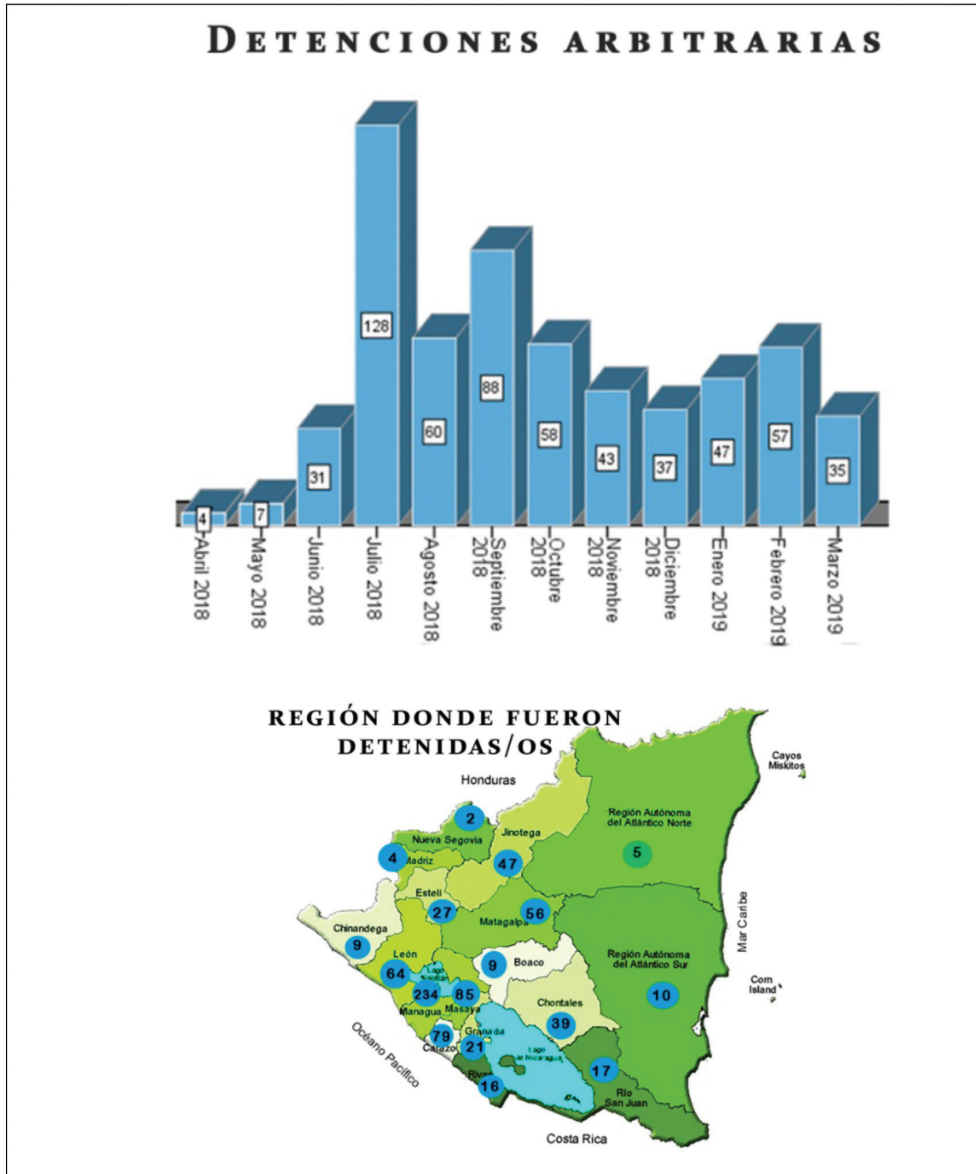 DETENCIONES ARBITRARIAS
128
88
60
58
57
47
43
37
35
31
7
4
Abril 2018
Mayo 2018
Junio 2018
Julio 2018
Agosto 2018
Septiembre
2018
Octubre
2018
Noviembre
2018
Diciembre
2018
Enero 2019
Febrero 2019
Marzo 2019
REGIÓN DONDE FUERON
DETENIDAS/OS
Cayos
Miskitos
Honduras
2
Nueva Segovia
Jinotega
Región Autónoma
del Atlántico Norte
4
Madriz
47
5
Estelí
27
Matagalpa
56
Chinandega
9
León
64
9
Boaco
Región Autónoma
del Atlántico Sur
Mar Caribe
Corn
Island
Lago
234
85
10
Managua
Masaya
Chontales
39
79
Carazo
Granada
21
Lago
de Nicaragua
17
Rivas
16
Río
San Juan
Océano Pacífico
Costa Rica